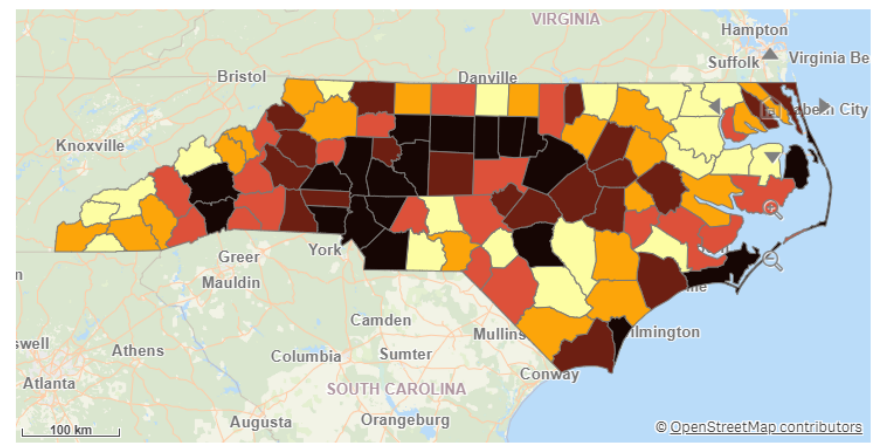 VIRGINIA
Hampton
Suffolk
Virginia Be
Bristol
Danville
abeth City
Knoxville
York
Greer
n
Mauldin
Camden
Mullins
ilmington
swell
Athens
Columbia
Sumter
Atlanta
Conway
SOUTH CAROLINA
Augusta
Orangeburg
100 km
© OpenStreetMap contributors